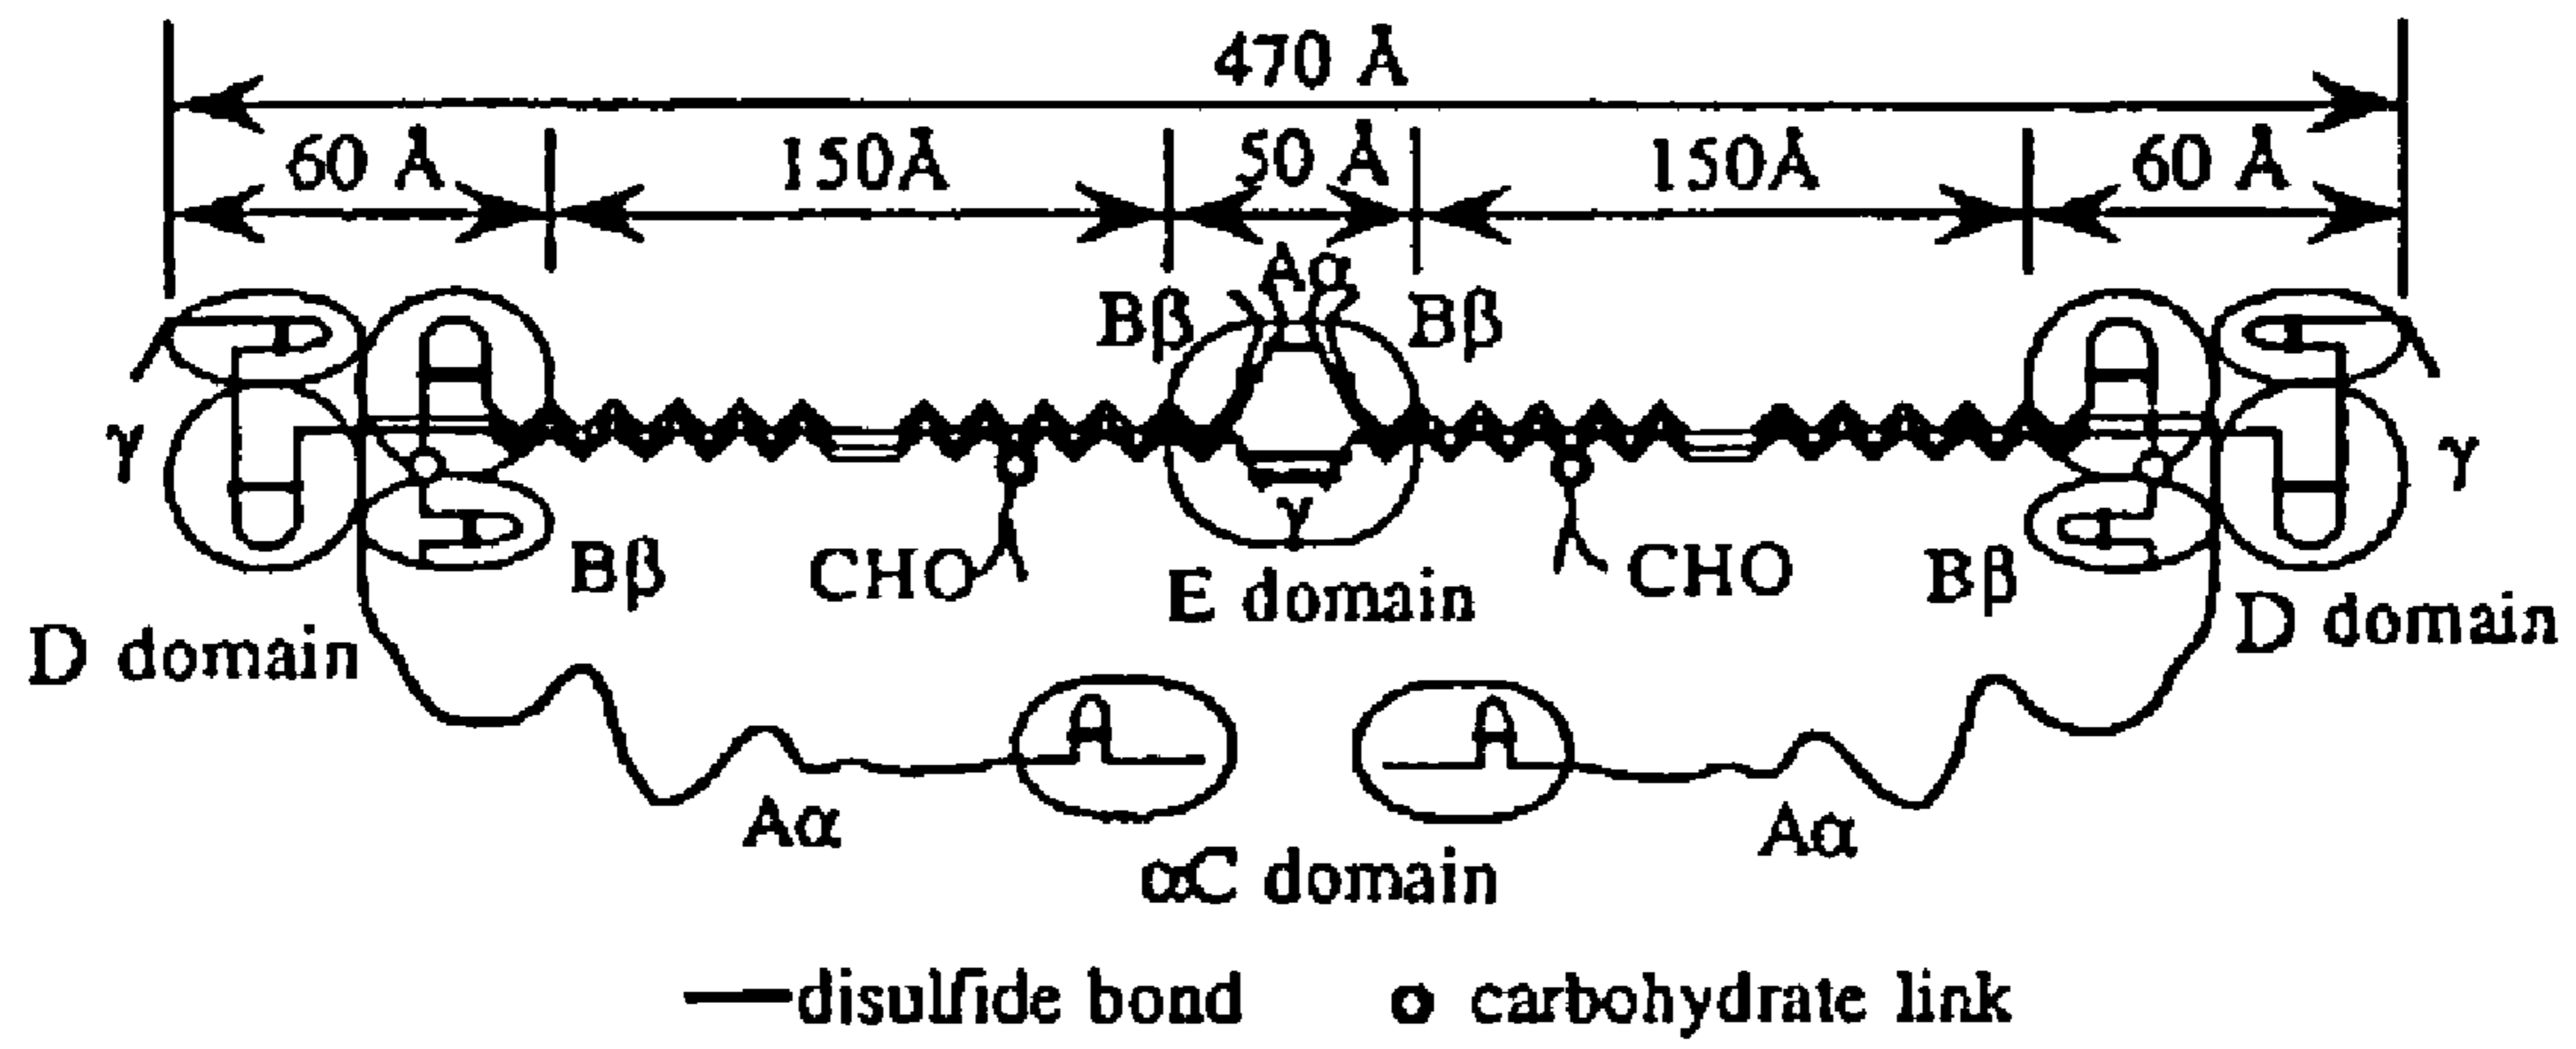 470 Å
60 Å 150Å 50 Å 150Å 60 Å
Aα
Bβ Bβ
γ γ
γ
Bβ CHO CHO Bβ
E domain
D domain D domain
Aα Aα
αC domain
disulfide bond carbohydrate link